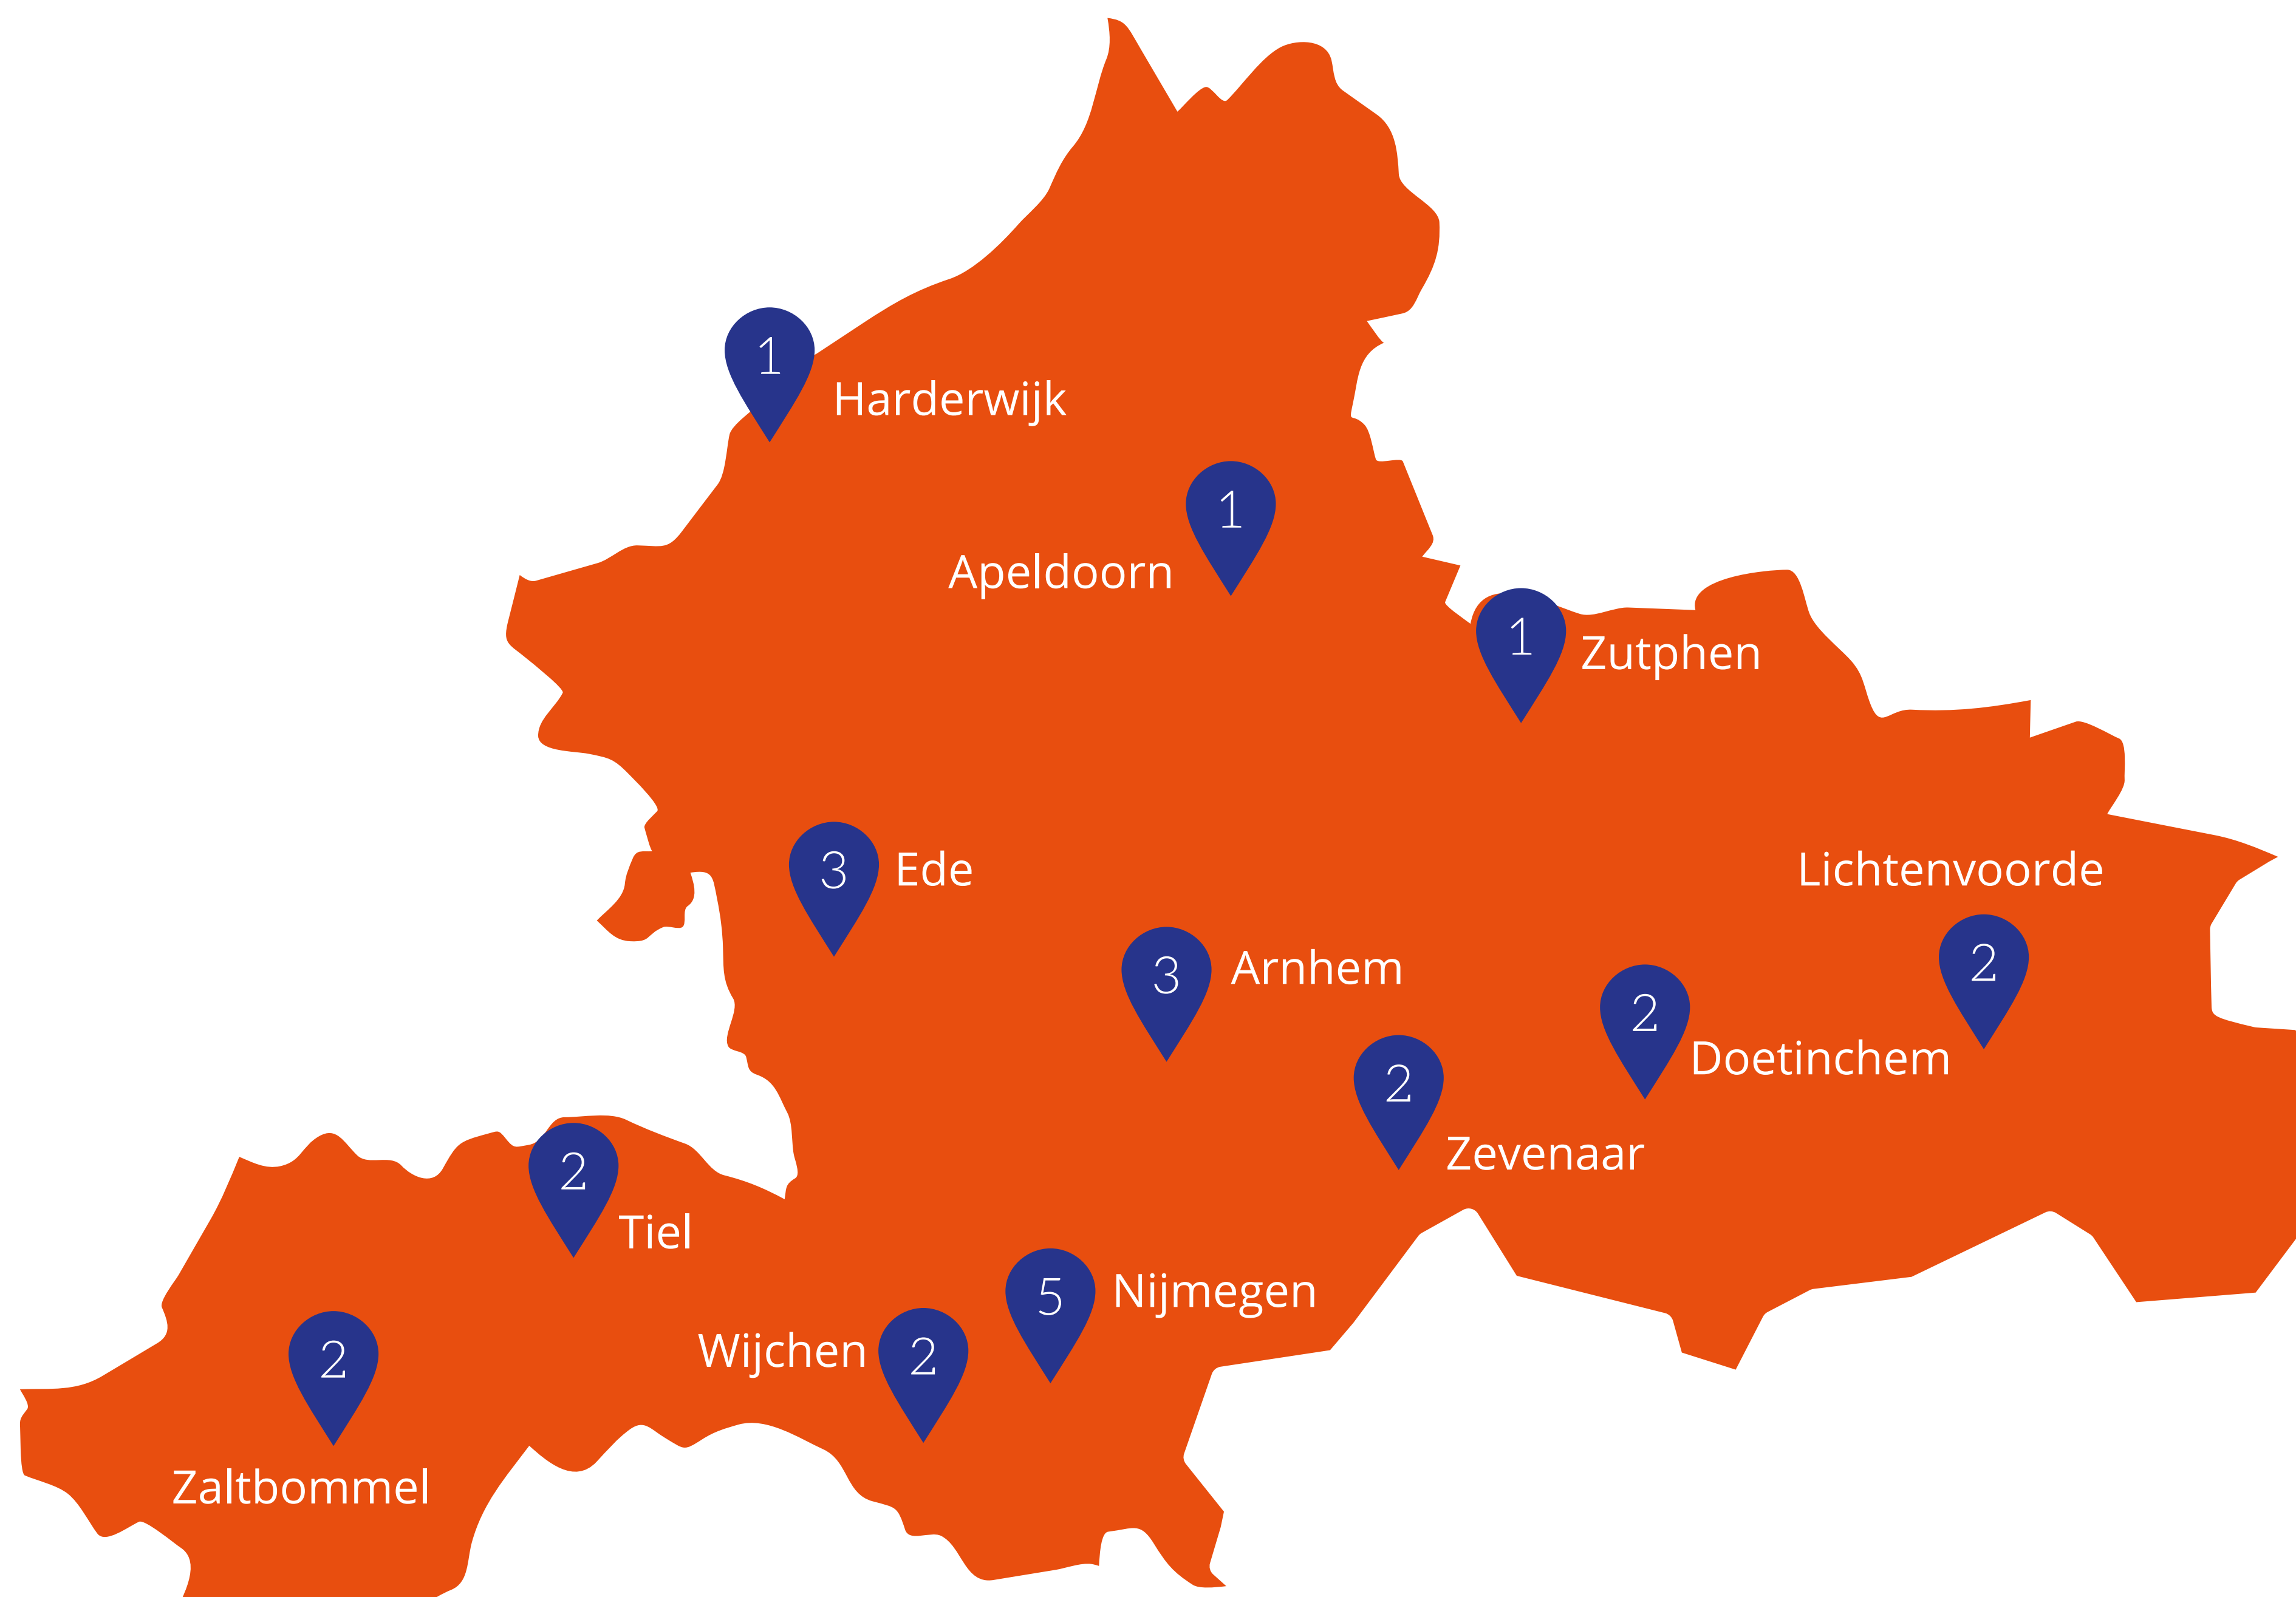 1
Harderwijk
1
Apeldoorn
1
Zutphen
3
Ede
Lichtenvoorde
2
3
Arnhem
2
Doetinchem
2
Zevenaar
2
Tiel
5
Nijmegen
Wijchen
2
2
Zaltbommel